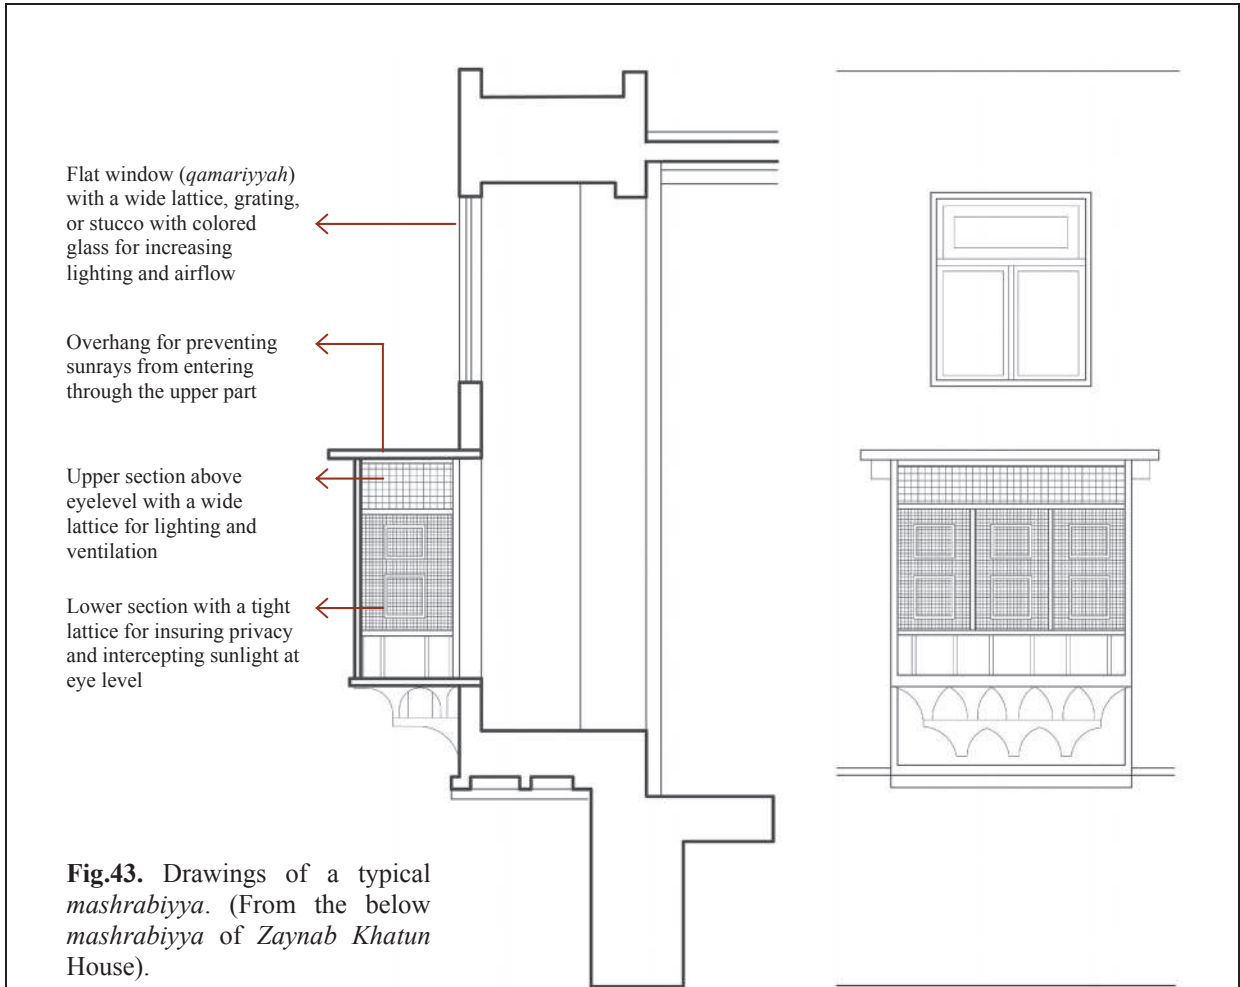 Flat window (qamariyyah)
with a wide lattice, grating,
or stucco with colored
glass for increasing
lighting and airflow
Overhang for preventing
sunrays from entering
through the upper part
Upper section above
eyelevel with a wide
lattice for lighting and
ventilation
Lower section with a tight
lattice for insuring privacy
and intercepting sunlight at
eye level
Fig.43. Drawings of a typical
mashrabiyya. (From the below
mashrabiyya of Zaynab Khatun
House).